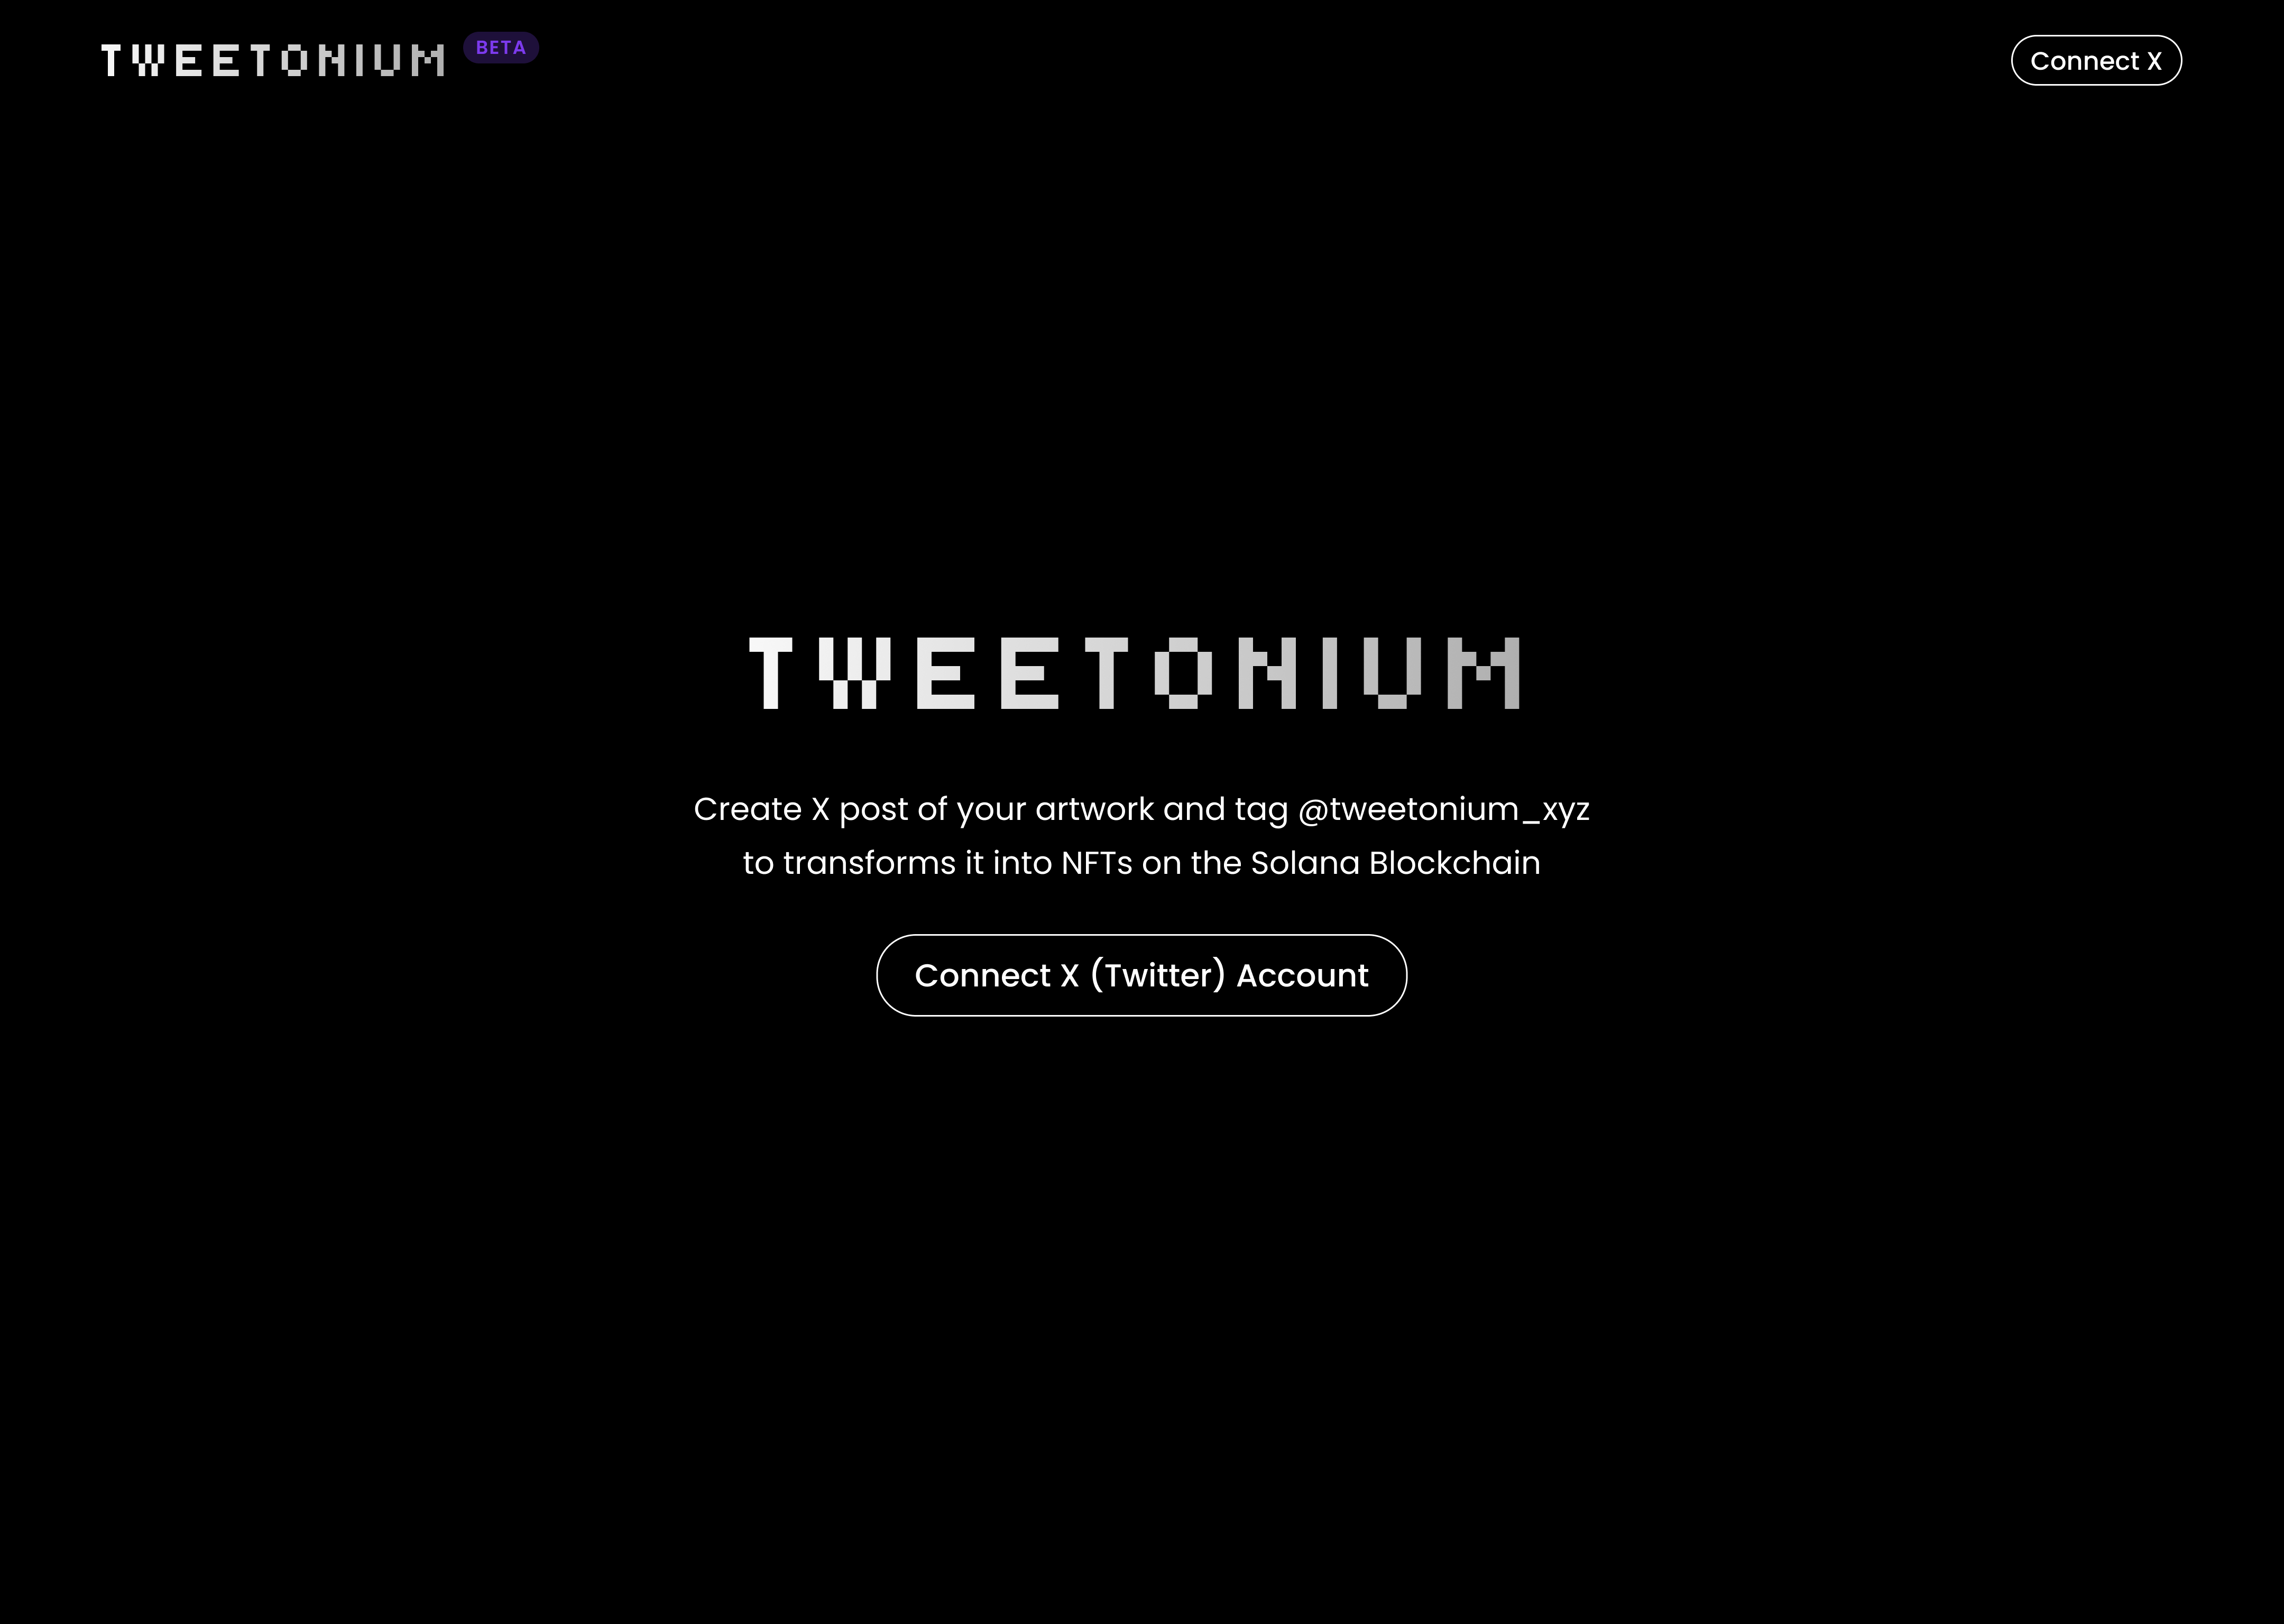 TWEETONIUM BETA
Connect X
TWEETONIUM
Create X post of your artwork and tag @tweetonium_xyz
to transforms it into NFTs on the Solana Blockchain
Connect X (Twitter) Account